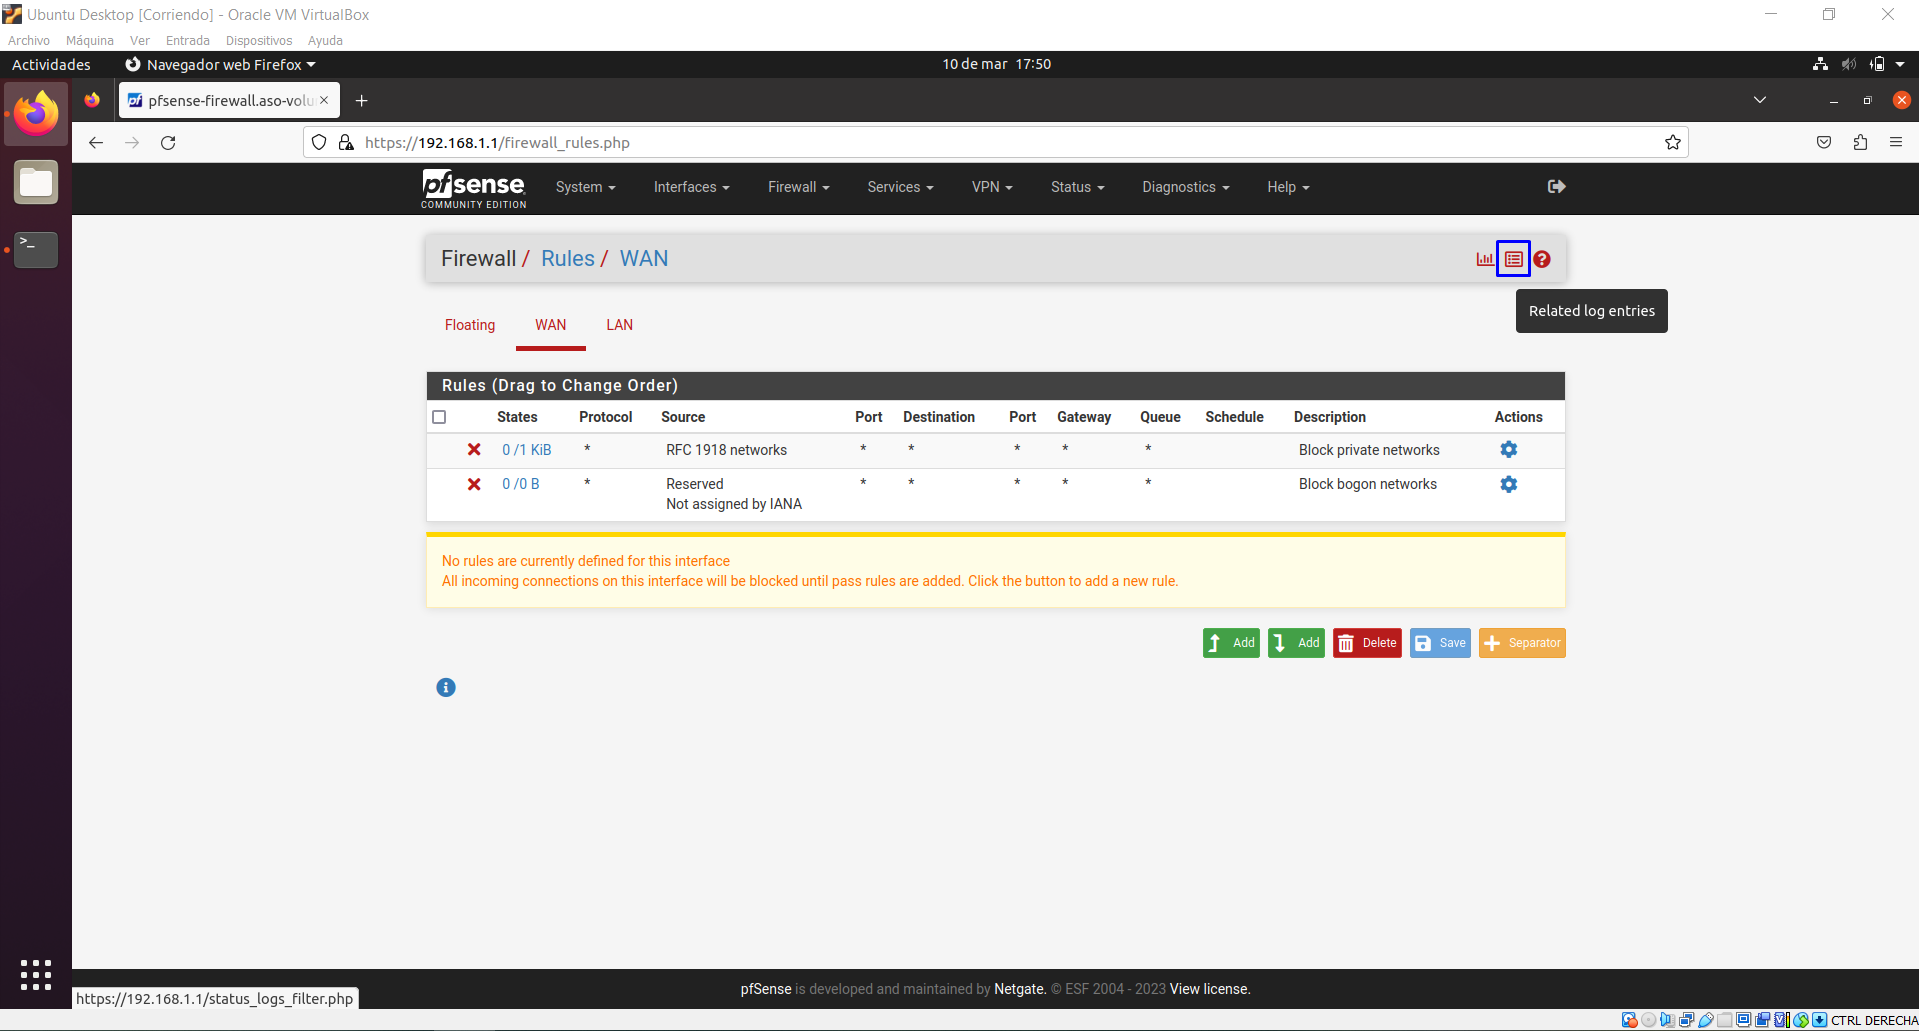 Ubuntu Desktop [Corriendo] - Oracle VM VirtualBox
Archivo Máquina Ver Entrada Dispositivos Ayuda
Actividades Navegador web Firefox 10 de mar 17:50
pfsense-firewall.aso-volu
https://192.168.1.1/firewall_rules.php
pfsense COMMUNITY EDITION
System Interfaces Firewall Services VPN Status Diagnostics Help
Firewall / Rules / WAN
Related log entries
Floating WAN LAN
Rules (Drag to Change Order)
States Protocol Source Port Destination Port Gateway Queue Schedule Description Actions
0 /1 KiB * RFC 1918 networks * * * * * Block private networks
0 /0 B * Reserved * * * * * Block bogon networks
Not assigned by IANA
No rules are currently defined for this interface
All incoming connections on this interface will be blocked until pass rules are added. Click the button to add a new rule.
Add Add Delete Save Separator
pfSense is developed and maintained by Netgate. © ESF 2004 - 2023 View license.
https://192.168.1.1/status_logs_filter.php
CTRL DERECHA